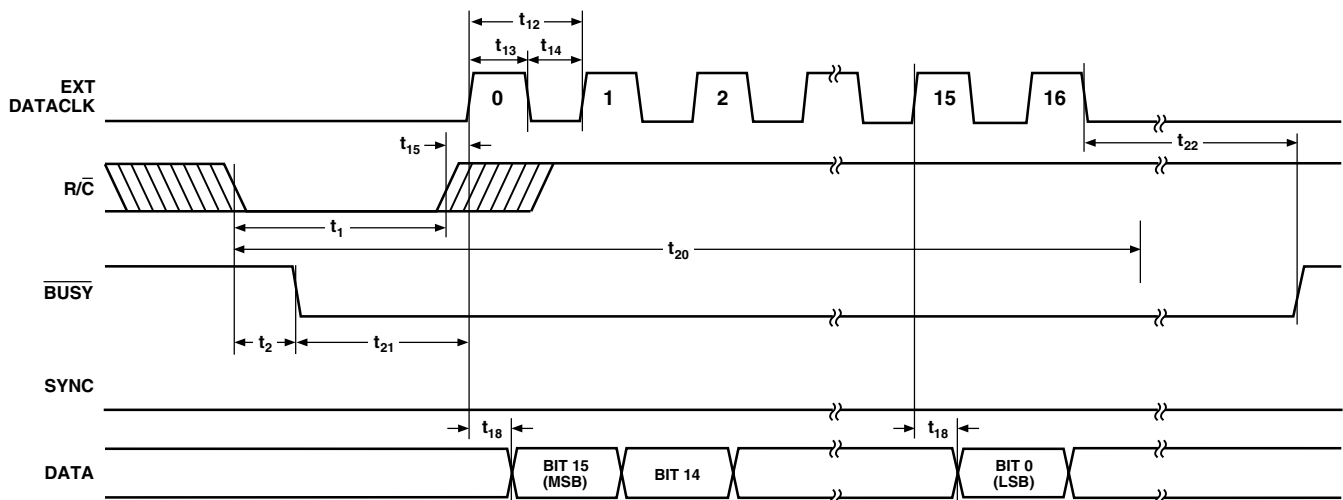 t12
t13
t14
EXT
DATACLK
0
1
2
15
16
t15
t22
R/C̅
t1
t20
B̅U̅S̅Y̅
t2
t21
SYNC
t18
t18
DATA
BIT 15
(MSB)
BIT 14
BIT 0
(LSB)